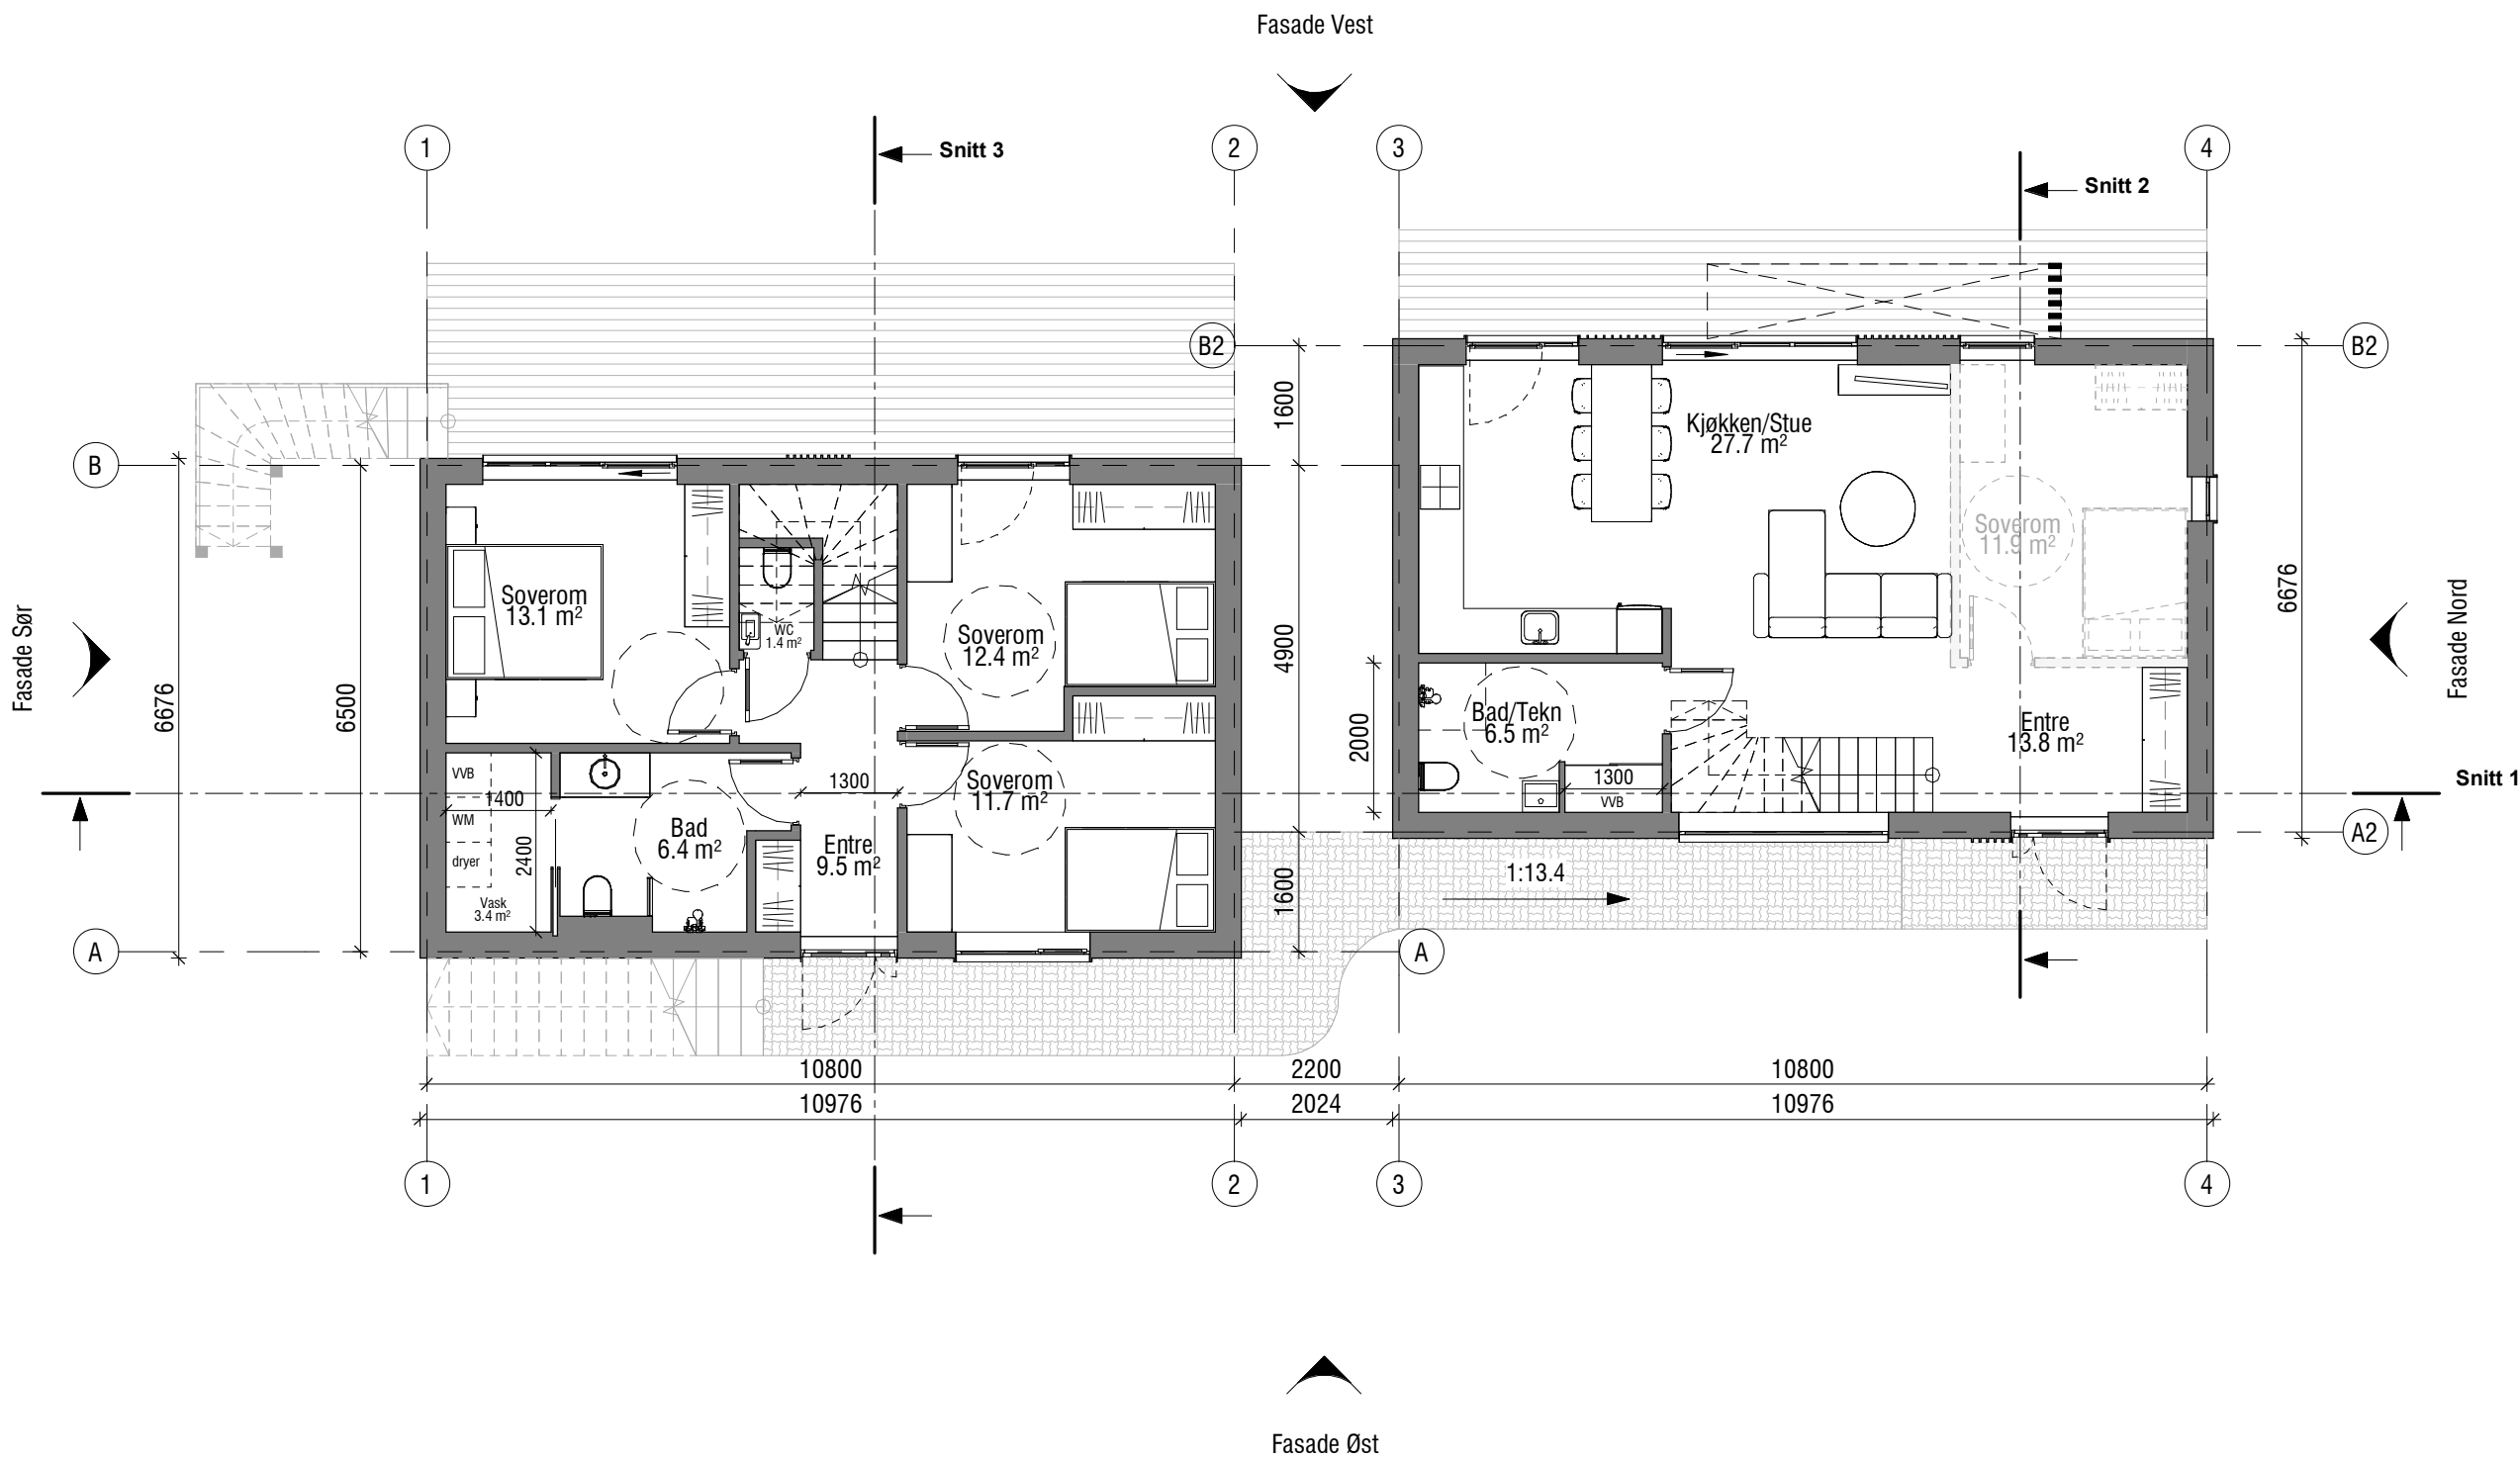 Fasade Vest
1
Snitt 3
2
3
4
Snitt 2
B2
B2
1600
B
Kjøkken/Stue
27.7 m²
Soverom
11.9 m²
Soverom
13.1 m²
WC
1.4 m²
Soverom
12.4 m²
4900
6676
Fasade Sør
Fasade Nord
6676
6500
2000
Bad/Tekn
6.5 m²
Entre
13.8 m²
VVB
1400
WM
dryer
2400
Vask
3.4 m²
Bad
6.4 m²
1300
Entre
9.5 m²
Soverom
11.7 m²
1300
VVB
Snitt 1
A2
1600
1:13.4
A
A
10800
2200
10800
10976
2024
10976
1
2
3
4
Fasade Øst